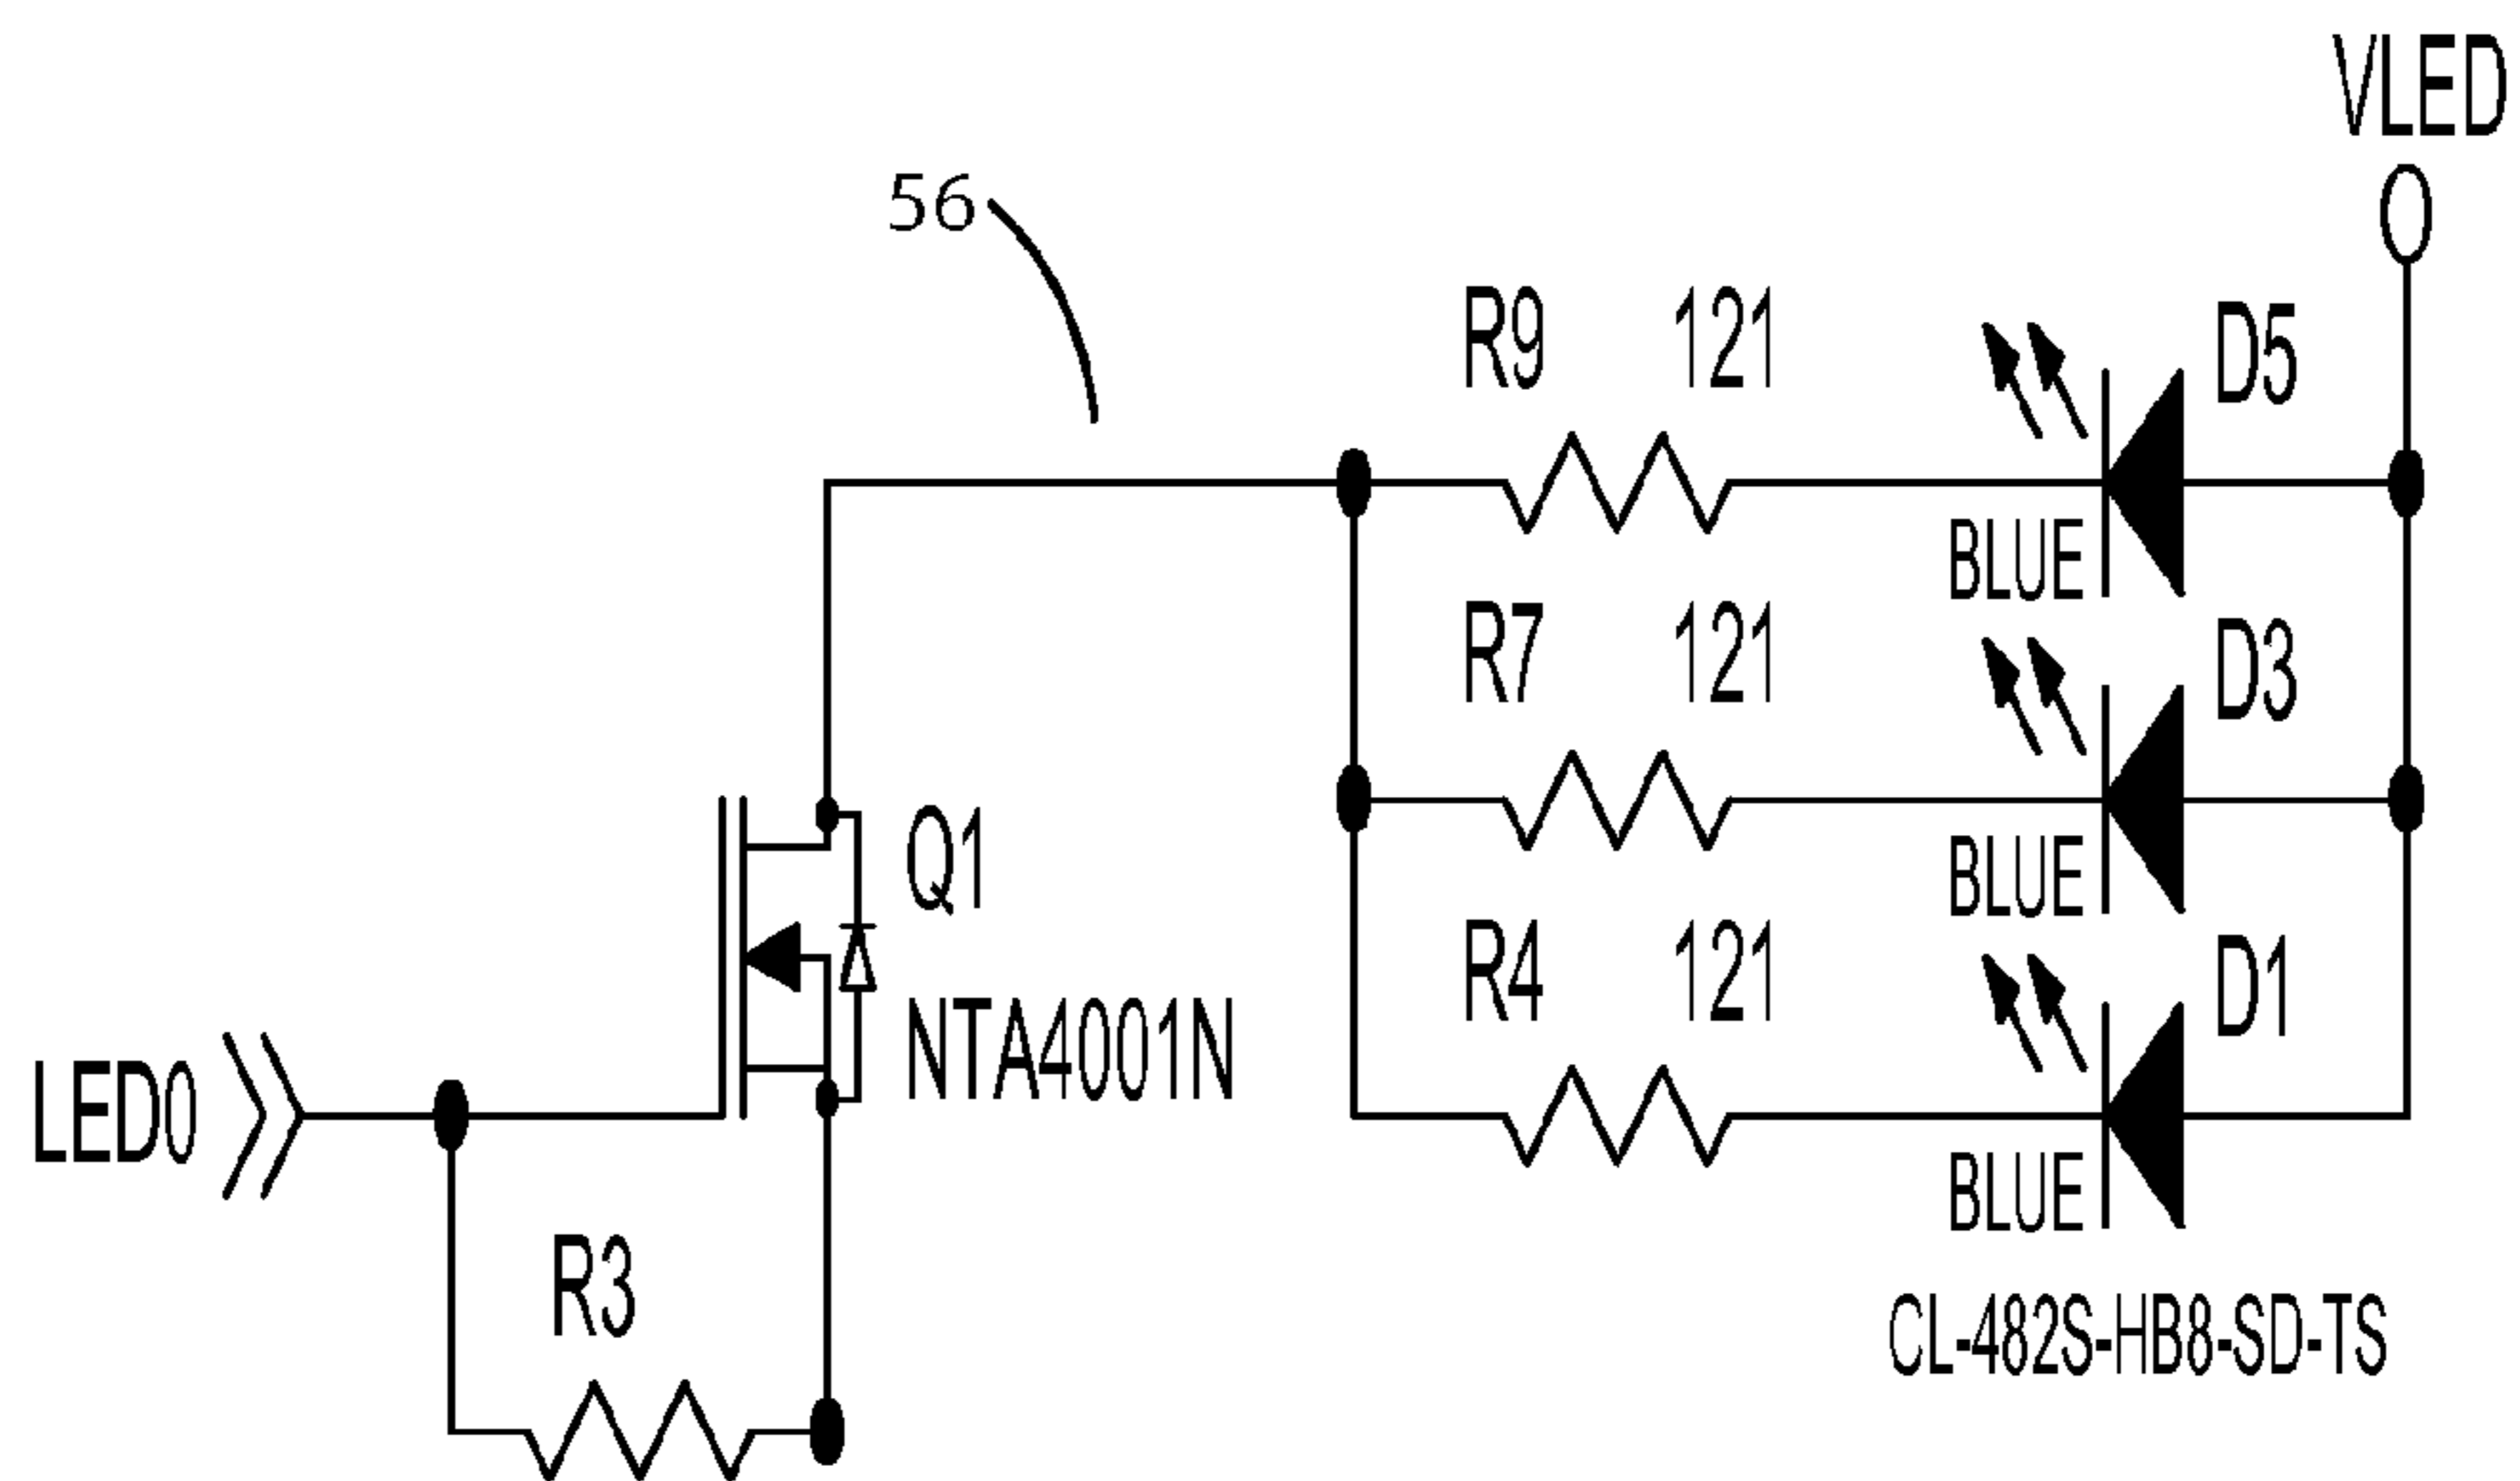 VLED
56
R9 121
D5
BLUE
R7 121
D3
BLUE
Q1
NTA4001N
R4 121
D1
BLUE
LED0
R3
CL-482S-HB8-SD-TS